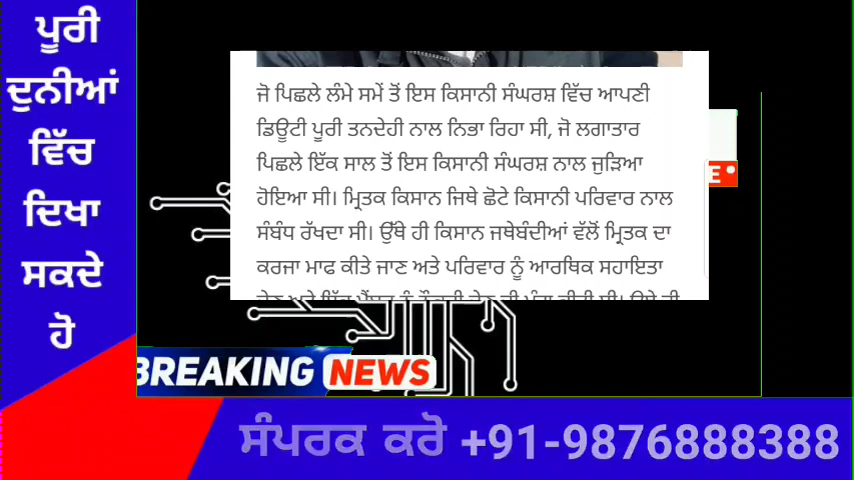 ਪੂਰੀ
ਦੁਨੀਆਂ
ਵਿੱਚ
ਦਿਖਾ
ਸਕਦੇ
ਹੋ
ਜੋ ਪਿਛਲੇ ਲੰਮੇ ਸਮੇਂ ਤੋਂ ਇਸ ਕਿਸਾਨੀ ਸੰਘਰਸ਼ ਵਿੱਚ ਆਪਣੀ
ਡਿਊਟੀ ਪੂਰੀ ਤਨਦੇਹੀ ਨਾਲ ਨਿਭਾ ਰਿਹਾ ਸੀ, ਜੋ ਲਗਾਤਾਰ
ਪਿਛਲੇ ਇੱਕ ਸਾਲ ਤੋਂ ਇਸ ਕਿਸਾਨੀ ਸੰਘਰਸ਼ ਨਾਲ ਜੁੜਿਆ
ਹੋਇਆ ਸੀ। ਮ੍ਰਿਤਕ ਕਿਸਾਨ ਜਿਥੇ ਛੋਟੇ ਕਿਸਾਨੀ ਪਰਿਵਾਰ ਨਾਲ
ਸੰਬੰਧ ਰੱਖਦਾ ਸੀ। ਉੱਥੇ ਹੀ ਕਿਸਾਨ ਜਥੇਬੰਦੀਆਂ ਵੱਲੋਂ ਮ੍ਰਿਤਕ ਦਾ
ਕਰਜਾ ਮਾਫ ਕੀਤੇ ਜਾਣ ਅਤੇ ਪਰਿਵਾਰ ਨੂੰ ਆਰਥਿਕ ਸਹਾਇਤਾ
E
BREAKING NEWS
ਸੰਪਰਕ ਕਰੋ +91-9876888388